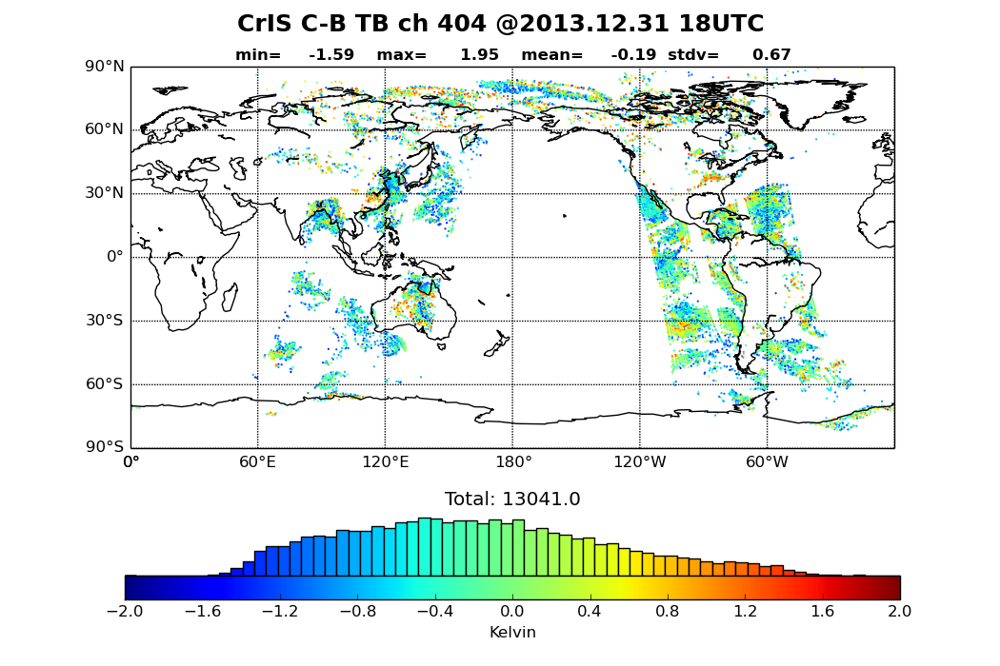 CrIS C-B TB ch 404 @2013.12.31 18UTC
min= -1.59 max= 1.95 mean= -0.19 stdv= 0.67
90°N
60°N
30°N
0°
30°S
60°S
90°S
0° 60°E 120°E 180° 120°W 60°W
Total: 13041.0
−2.0 −1.6 −1.2 −0.8 −0.4 0.0 0.4 0.8 1.2 1.6 2.0
Kelvin